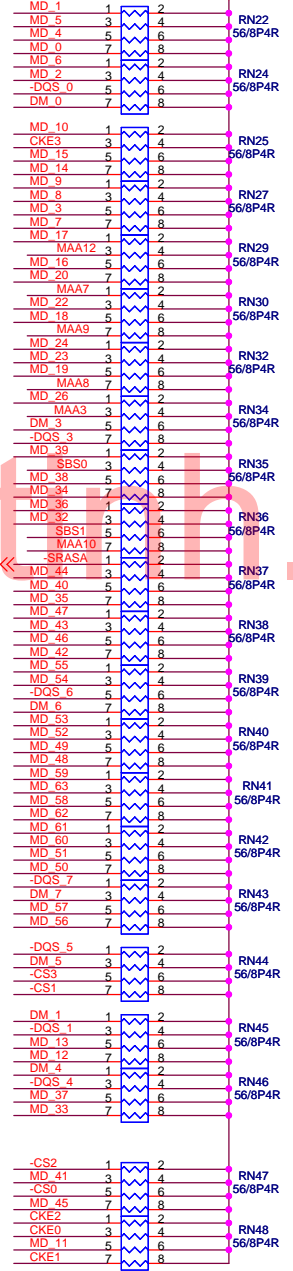 MD_1 1 2
MD_5 3 4 RN22
MD_4 5 6 56/8P4R
MD_0 7 8
MD_6 1 2
MD_2 3 4 RN24
-DQS_0 5 6 56/8P4R
DM_0 7 8
MD_10 1 2
CKE3 3 4 RN25
MD_15 5 6 56/8P4R
MD_14 7 8
MD_9 1 2
MD_8 3 4 RN27
MD_3 5 6 56/8P4R
MD_7 7 8
MD_17 1 2
MAA12 3 4 RN29
MD_16 5 6 56/8P4R
MD_20 7 8
MAA7 1 2
MD_22 3 4 RN30
MD_18 5 6 56/8P4R
MAA9 7 8
MD_24 1 2
MD_23 3 4 RN32
MD_19 5 6 56/8P4R
MAA8 7 8
MD_26 1 2
MAA3 3 4 RN34
DM_3 5 6 56/8P4R
-DQS_3 7 8
MD_39 1 2
SBS0 3 4 RN35
MD_38 5 6 56/8P4R
MD_34 7 8
MD_36 1 2
MD_32 3 4 RN36
SBS1 5 6 56/8P4R
MAA10 7 8
-SRASA 1 2
MD_44 3 4 RN37
MD_40 5 6 56/8P4R
MD_35 7 8
tinh.
MD_47 1 2
MD_43 3 4 RN38
MD_46 5 6 56/8P4R
MD_42 7 8
MD_55 1 2
MD_54 3 4 RN39
-DQS_6 5 6 56/8P4R
DM_6 7 8
MD_53 1 2
MD_52 3 4 RN40
MD_49 5 6 56/8P4R
MD_48 7 8
MD_59 1 2
MD_63 3 4 RN41
MD_58 5 6 56/8P4R
MD_62 7 8
MD_61 1 2
MD_60 3 4 RN42
MD_51 5 6 56/8P4R
MD_50 7 8
-DQS_7 1 2
DM_7 3 4 RN43
MD_57 5 6 56/8P4R
MD_56 7 8
-DQS_5 1 2
DM_5 3 4 RN44
-CS3 5 6 56/8P4R
-CS1 7 8
DM_1 1 2
-DQS_1 3 4 RN45
MD_13 5 6 56/8P4R
MD_12 7 8
DM_4 1 2
-DQS_4 3 4 RN46
MD_37 5 6 56/8P4R
MD_33 7 8
-CS2 1 2
MD_41 3 4 RN47
-CS0 5 6 56/8P4R
MD_45 7 8
CKE2 1 2
CKE0 3 4 RN48
MD_11 5 6 56/8P4R
CKE1 7 8